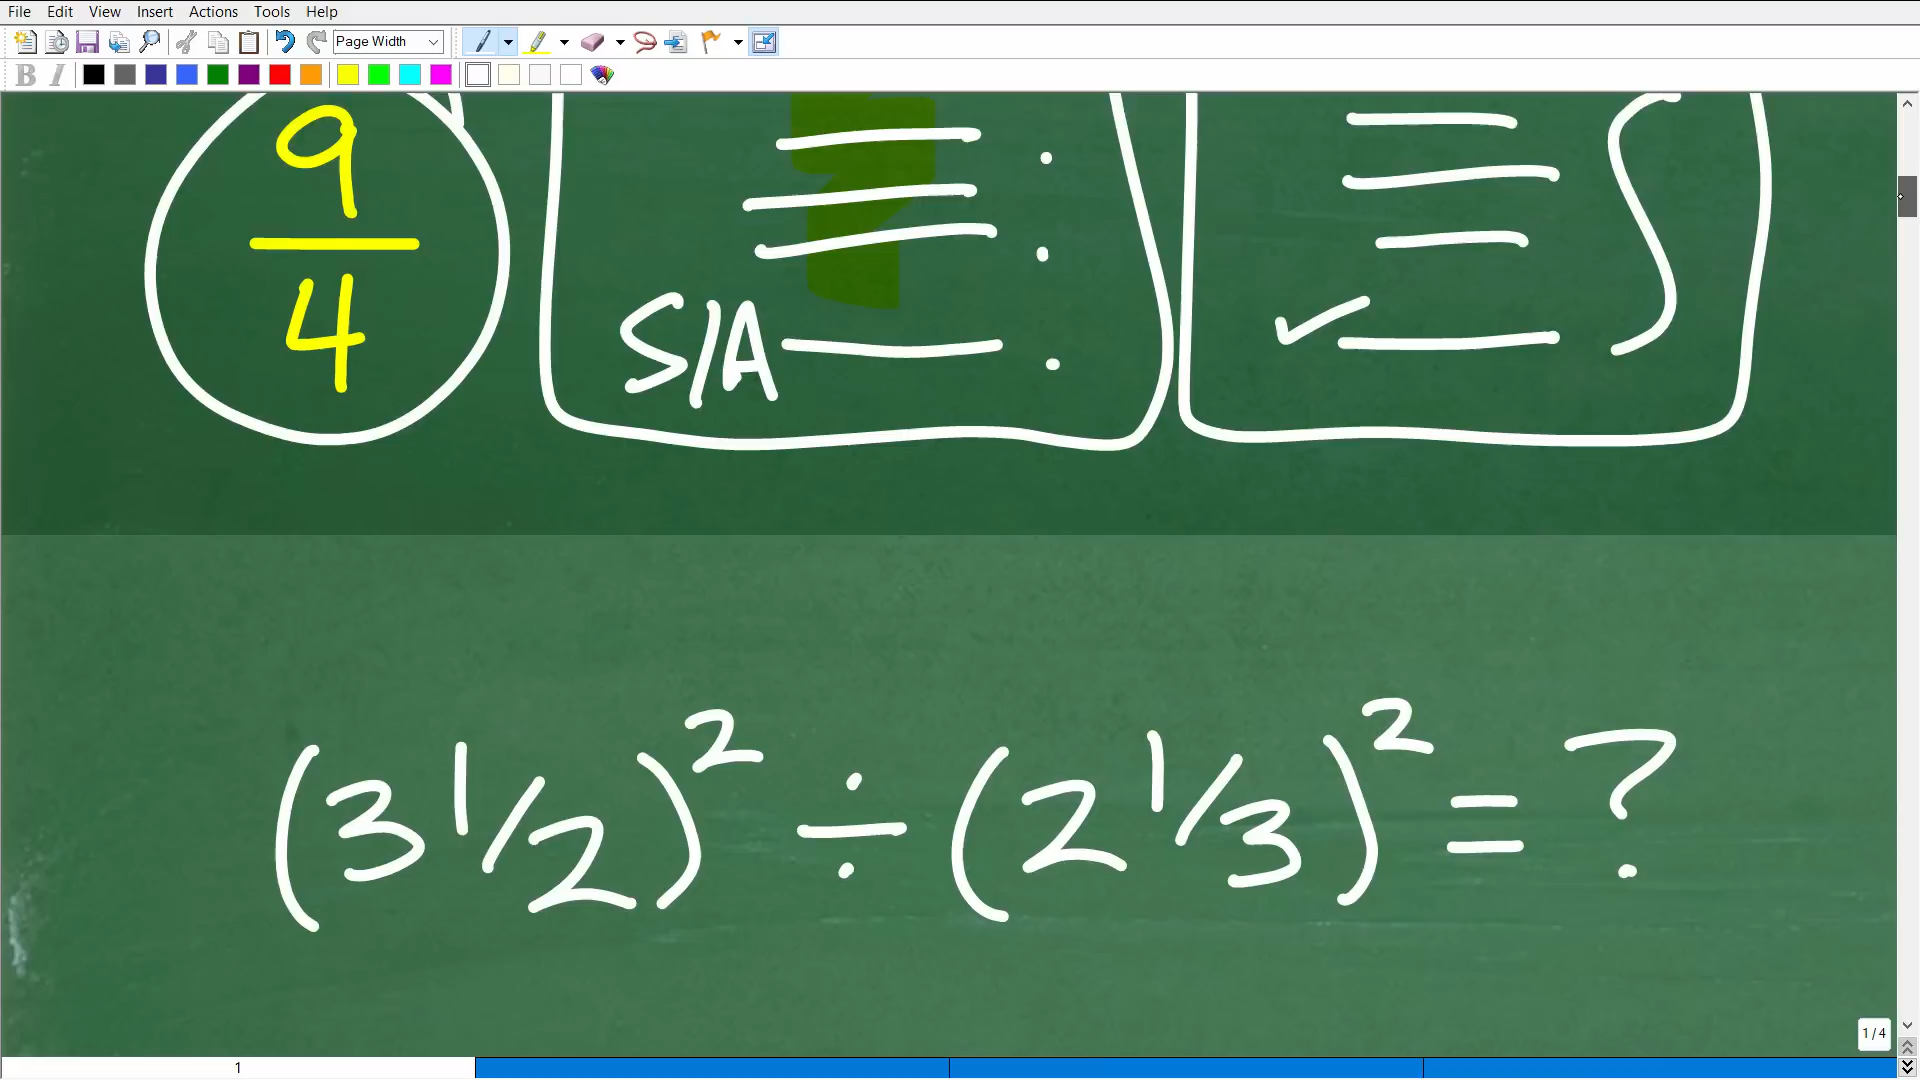 File Edit View Insert Actions Tools Help
Page Width
B I
9
4
S/A
(3 1/2)² ÷ (2 1/3)² = ?
1 / 4
1